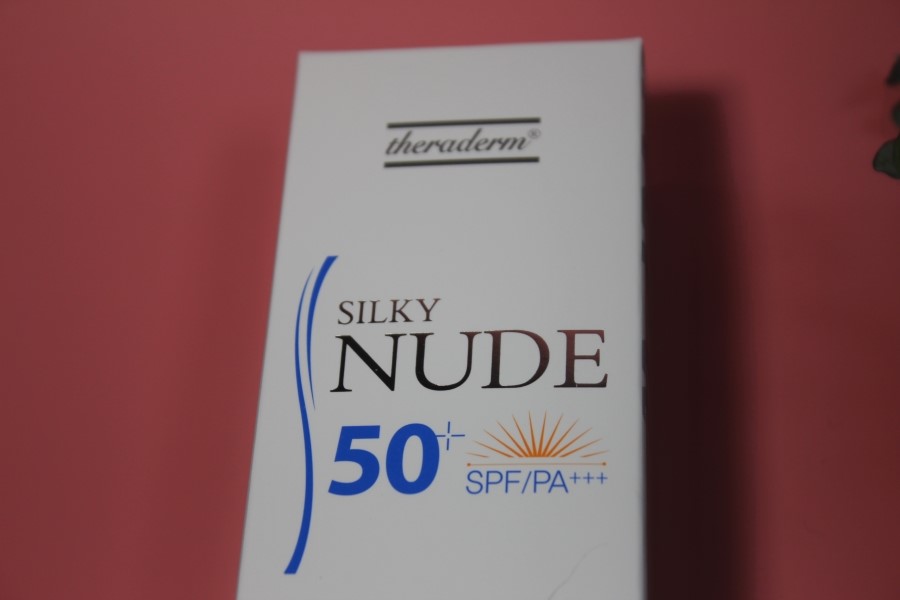 theraderm®
SILKY
NUDE
50+
SPF/PA+++